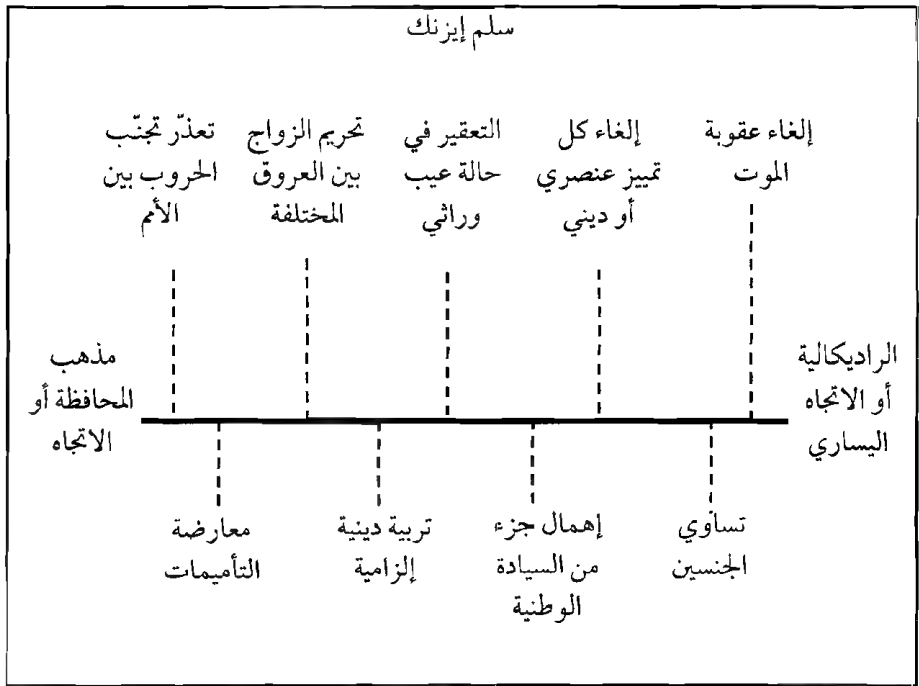 سلم إيزنك
إلغاء عقوبة
الموت
إلغاء كل
تمييز عنصري
أو ديني
التعقير في
حالة عيب
وراثي
تحريم الزواج
بين العروق
المختلفة
تعذّر تجنّب
الحروب بين
الأمم
الراديكالية
أو الاتجاه
اليساري
مذهب
المحافظة أو
الاتجاه
تساوي
الجنسين
إهمال جزء
من السيادة
الوطنية
تربية دينية
إلزامية
معارضة
التأميمات